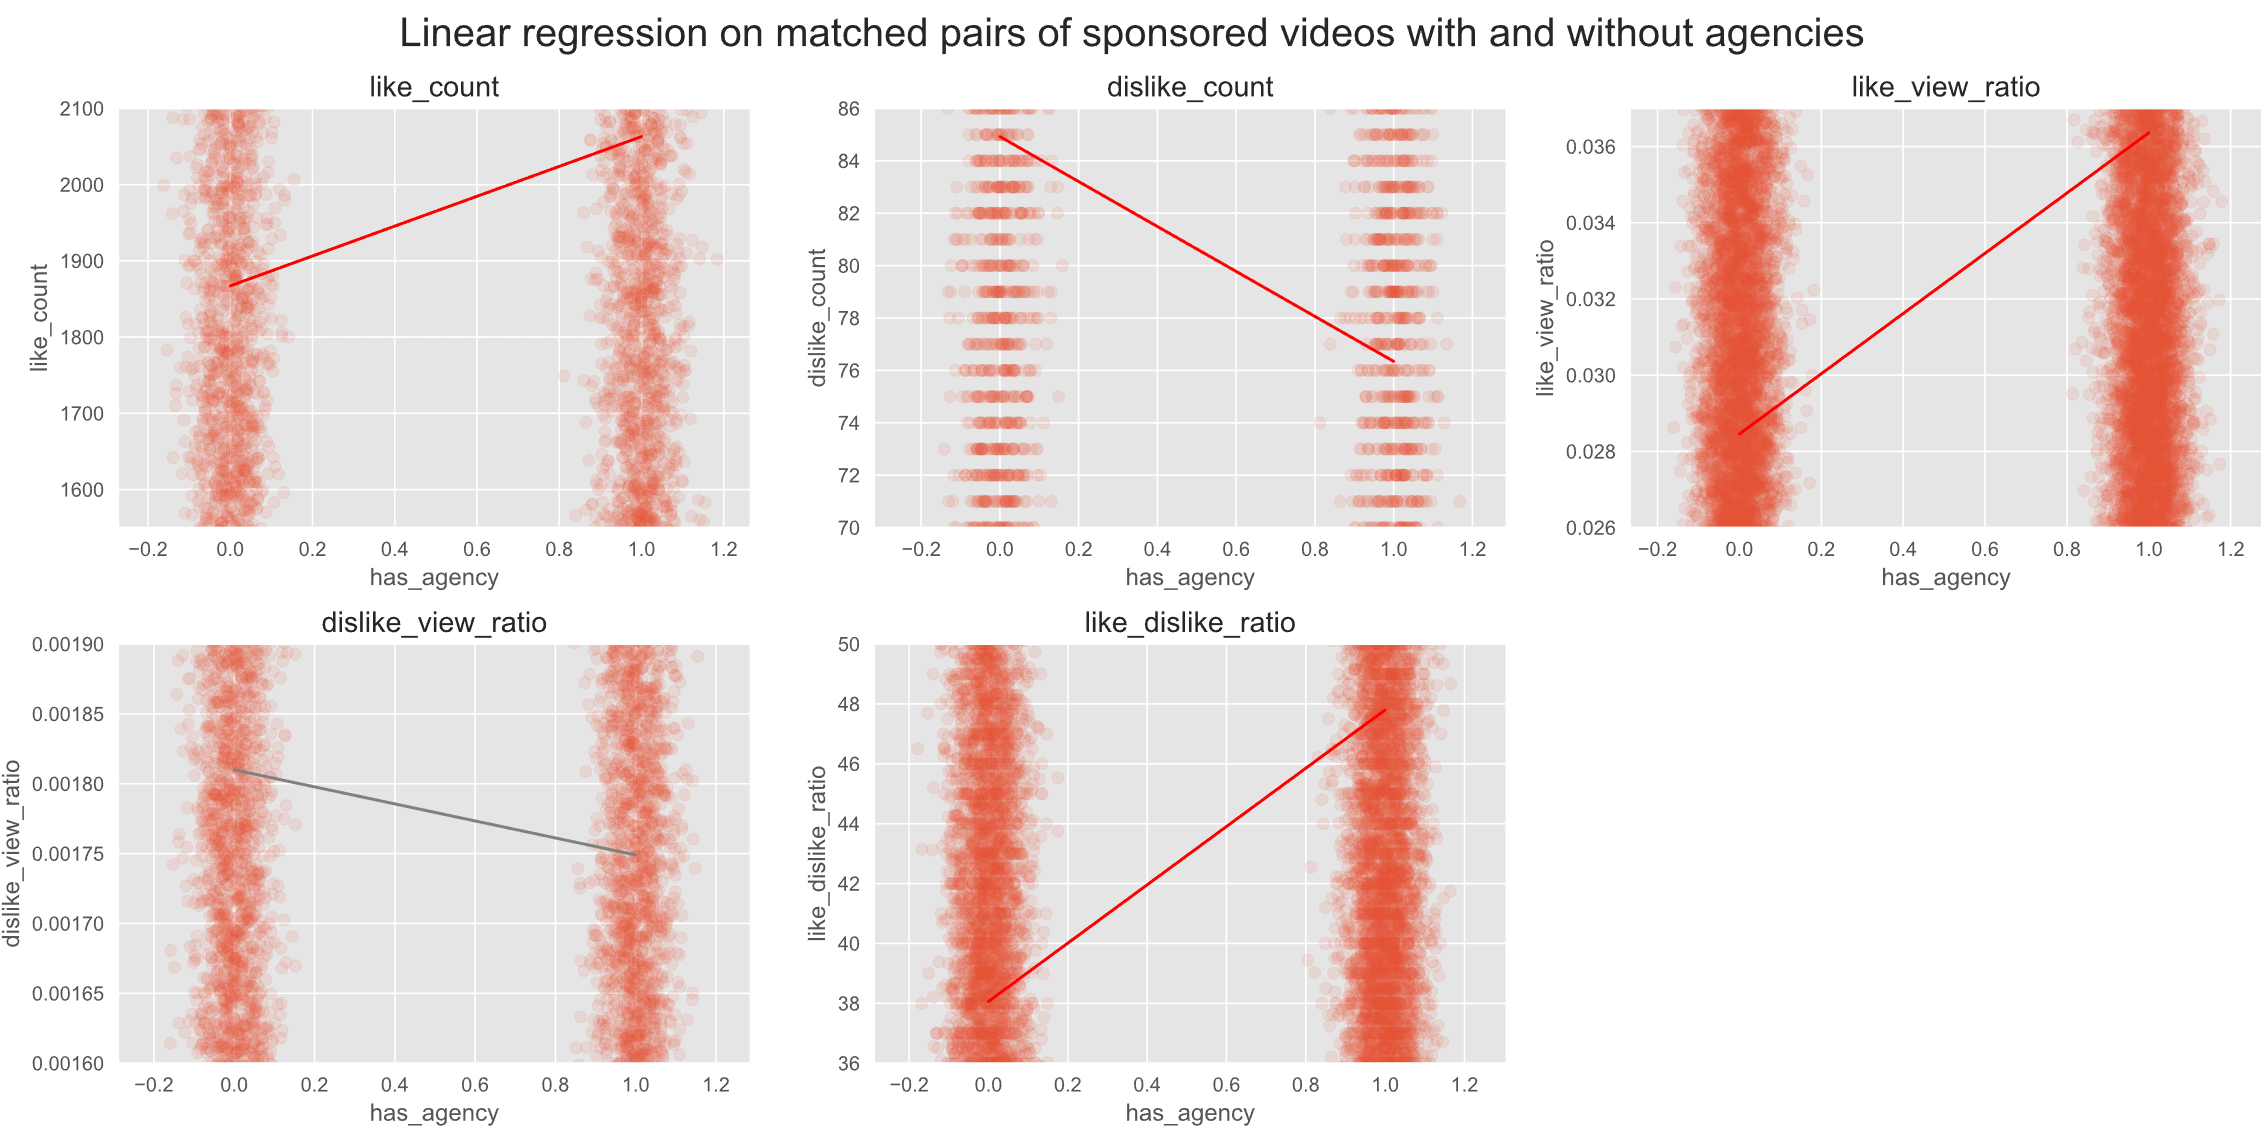 Linear regression on matched pairs of sponsored videos with and without agencies
like_count
2100
2000
1900
1800
1700
1600
like_count
−0.2 0.0 0.2 0.4 0.6 0.8 1.0 1.2
has_agency
dislike_count
86
84
82
80
78
76
74
72
70
dislike_count
−0.2 0.0 0.2 0.4 0.6 0.8 1.0 1.2
has_agency
like_view_ratio
0.036
0.034
0.032
0.030
0.028
0.026
like_view_ratio
−0.2 0.0 0.2 0.4 0.6 0.8 1.0 1.2
has_agency
dislike_view_ratio
0.00190
0.00185
0.00180
0.00175
0.00170
0.00165
0.00160
dislike_view_ratio
−0.2 0.0 0.2 0.4 0.6 0.8 1.0 1.2
has_agency
like_dislike_ratio
50
48
46
44
42
40
38
36
like_dislike_ratio
−0.2 0.0 0.2 0.4 0.6 0.8 1.0 1.2
has_agency